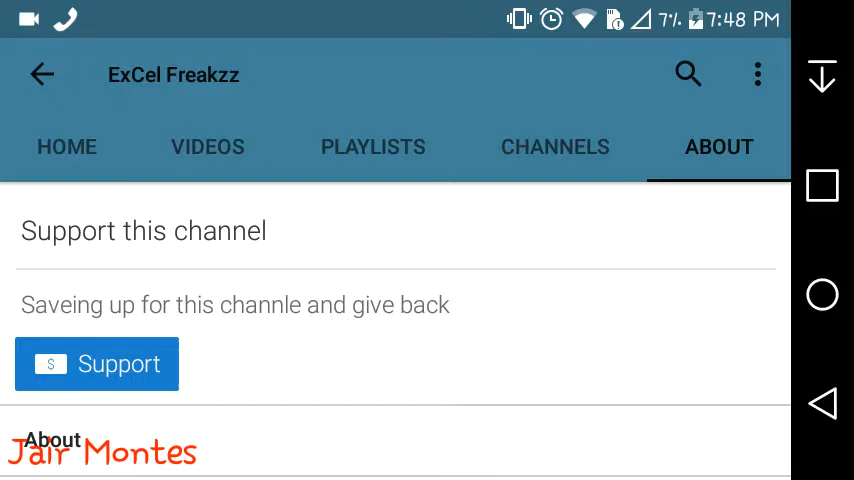 7% 7:48 PM
ExCel Freakzz
HOME VIDEOS PLAYLISTS CHANNELS ABOUT
Support this channel
Saveing up for this channle and give back
$ Support
About
Jair Montes